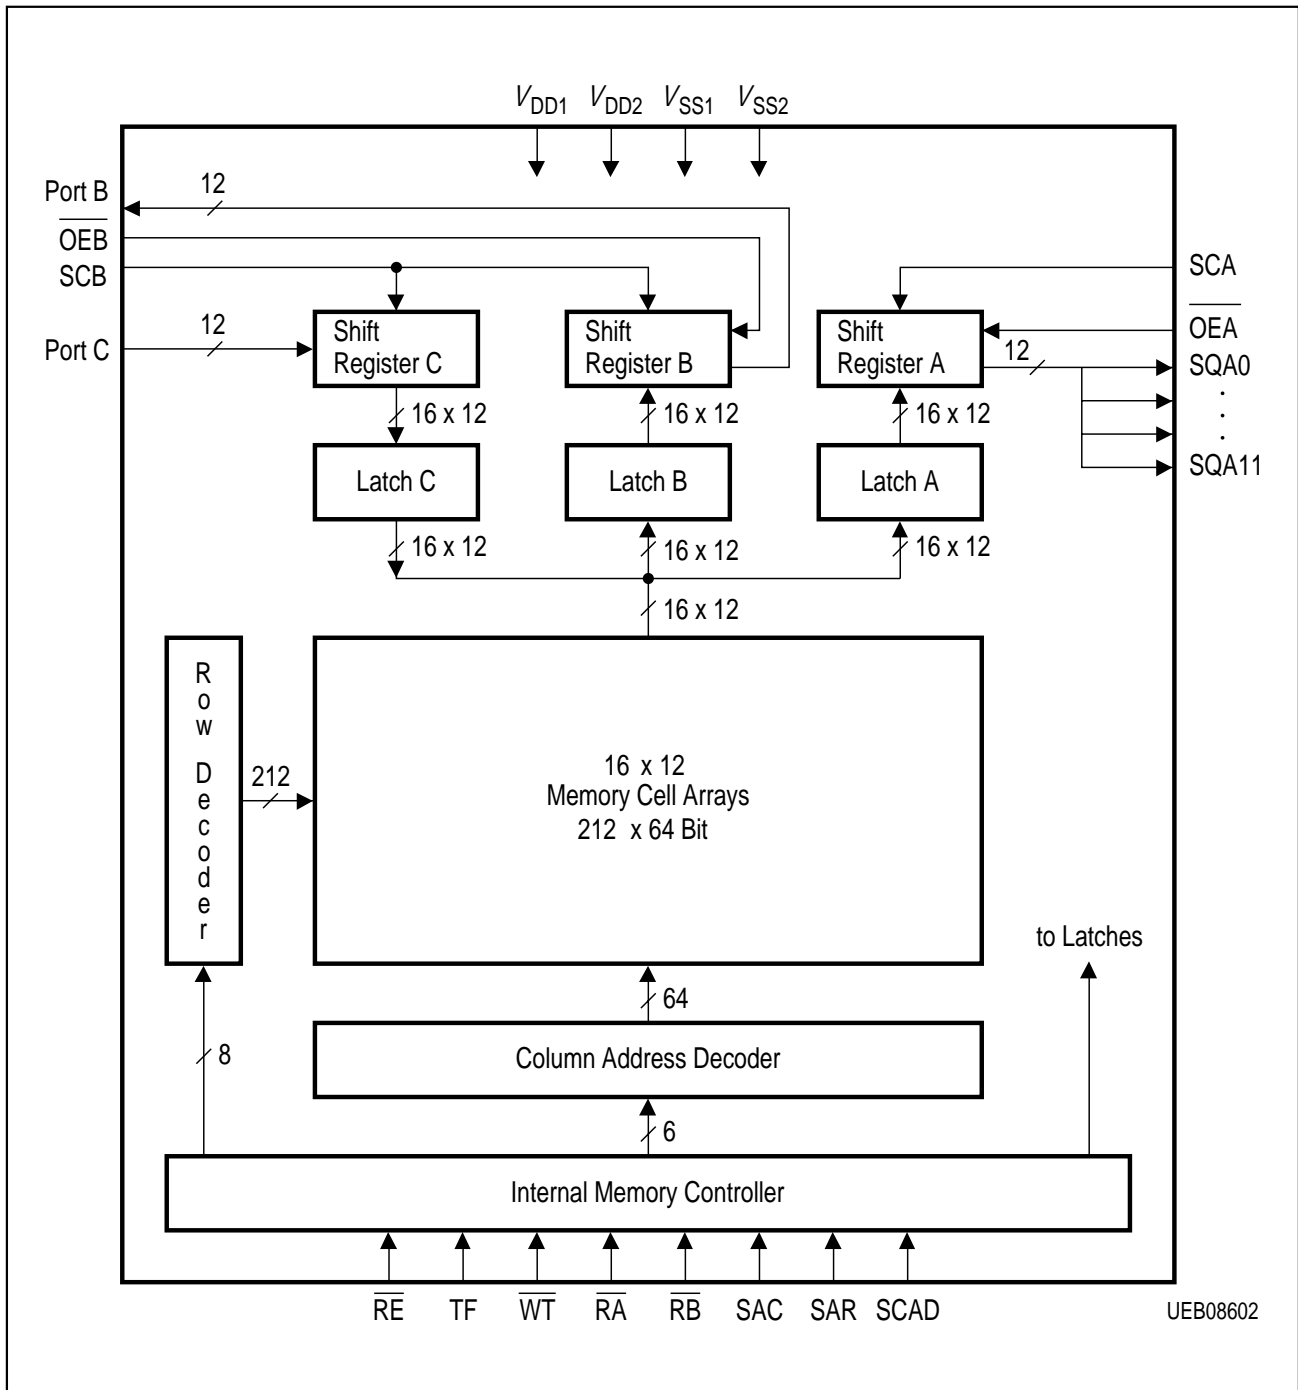 VDD1 VDD2 VSS1 VSS2
Port B
12
OEB
SCB
SCA
OEA
Port C
12
Shift
Register C
Shift
Register B
Shift
Register A
12
SQA0
.
.
.
SQA11
16 x 12
16 x 12
16 x 12
Latch C
Latch B
Latch A
16 x 12
16 x 12
16 x 12
16 x 12
Row Decoder
212
16 x 12
Memory Cell Arrays
212 x 64 Bit
to Latches
64
Column Address Decoder
8
6
Internal Memory Controller
RE TF WT RA RB SAC SAR SCAD
UEB08602